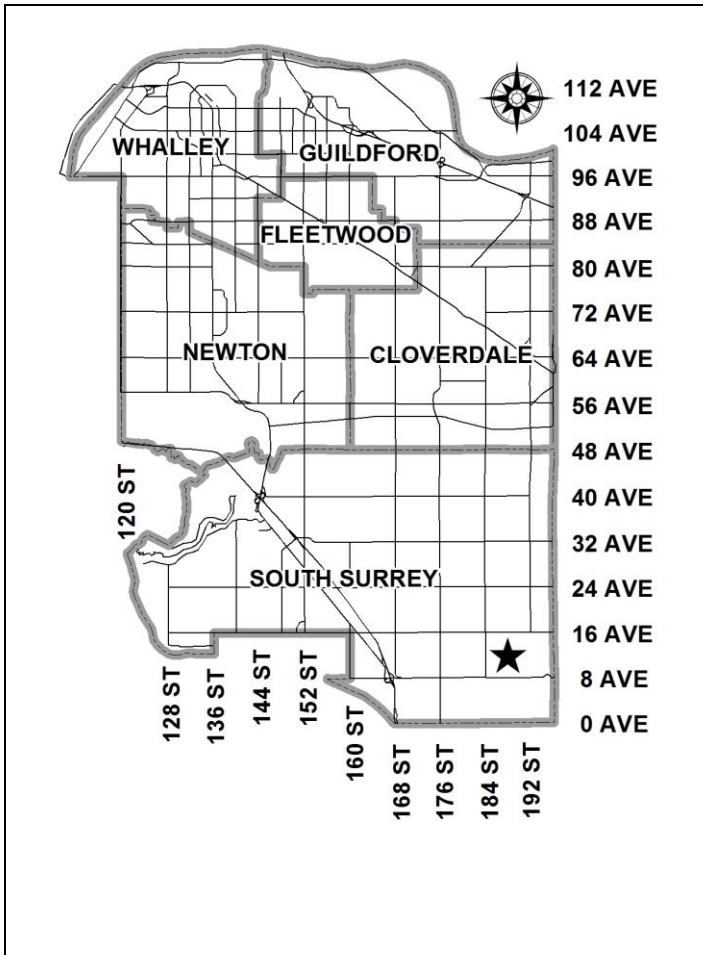 112 AVE
104 AVE
WHALLEY
GUILDFORD
96 AVE
88 AVE
FLEETWOOD
80 AVE
72 AVE
NEWTON
CLOVERDALE
64 AVE
56 AVE
48 AVE
120 ST
40 AVE
32 AVE
SOUTH SURREY
24 AVE
16 AVE
8 AVE
0 AVE
128 ST
136 ST
144 ST
152 ST
160 ST
168 ST
176 ST
184 ST
192 ST